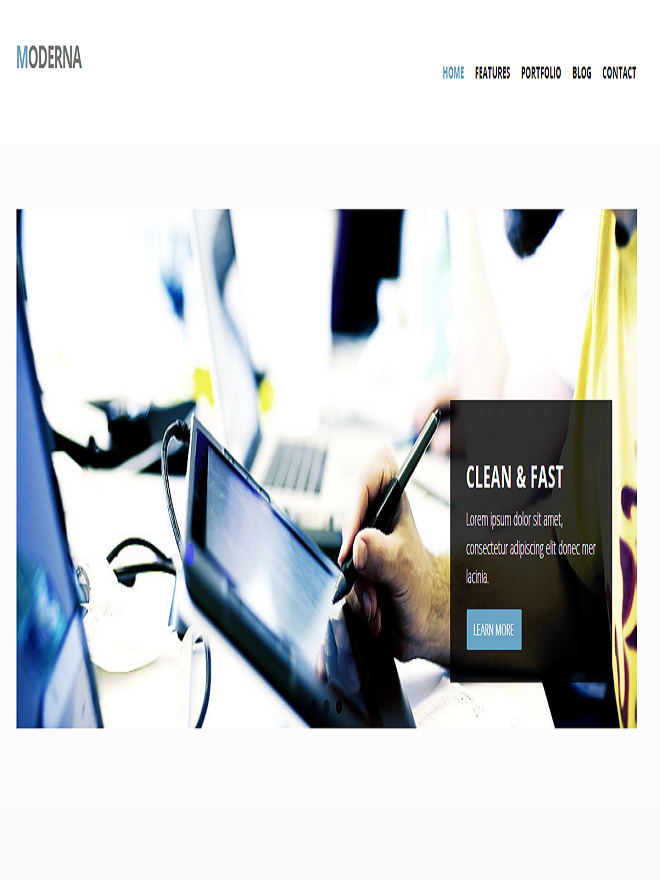 MODERNA
HOME FEATURES PORTFOLIO BLOG CONTACT
CLEAN & FAST
Lorem ipsum dolor sit amet,
consectetur adipiscing elit donec mer
lacinia.
LEARN MORE